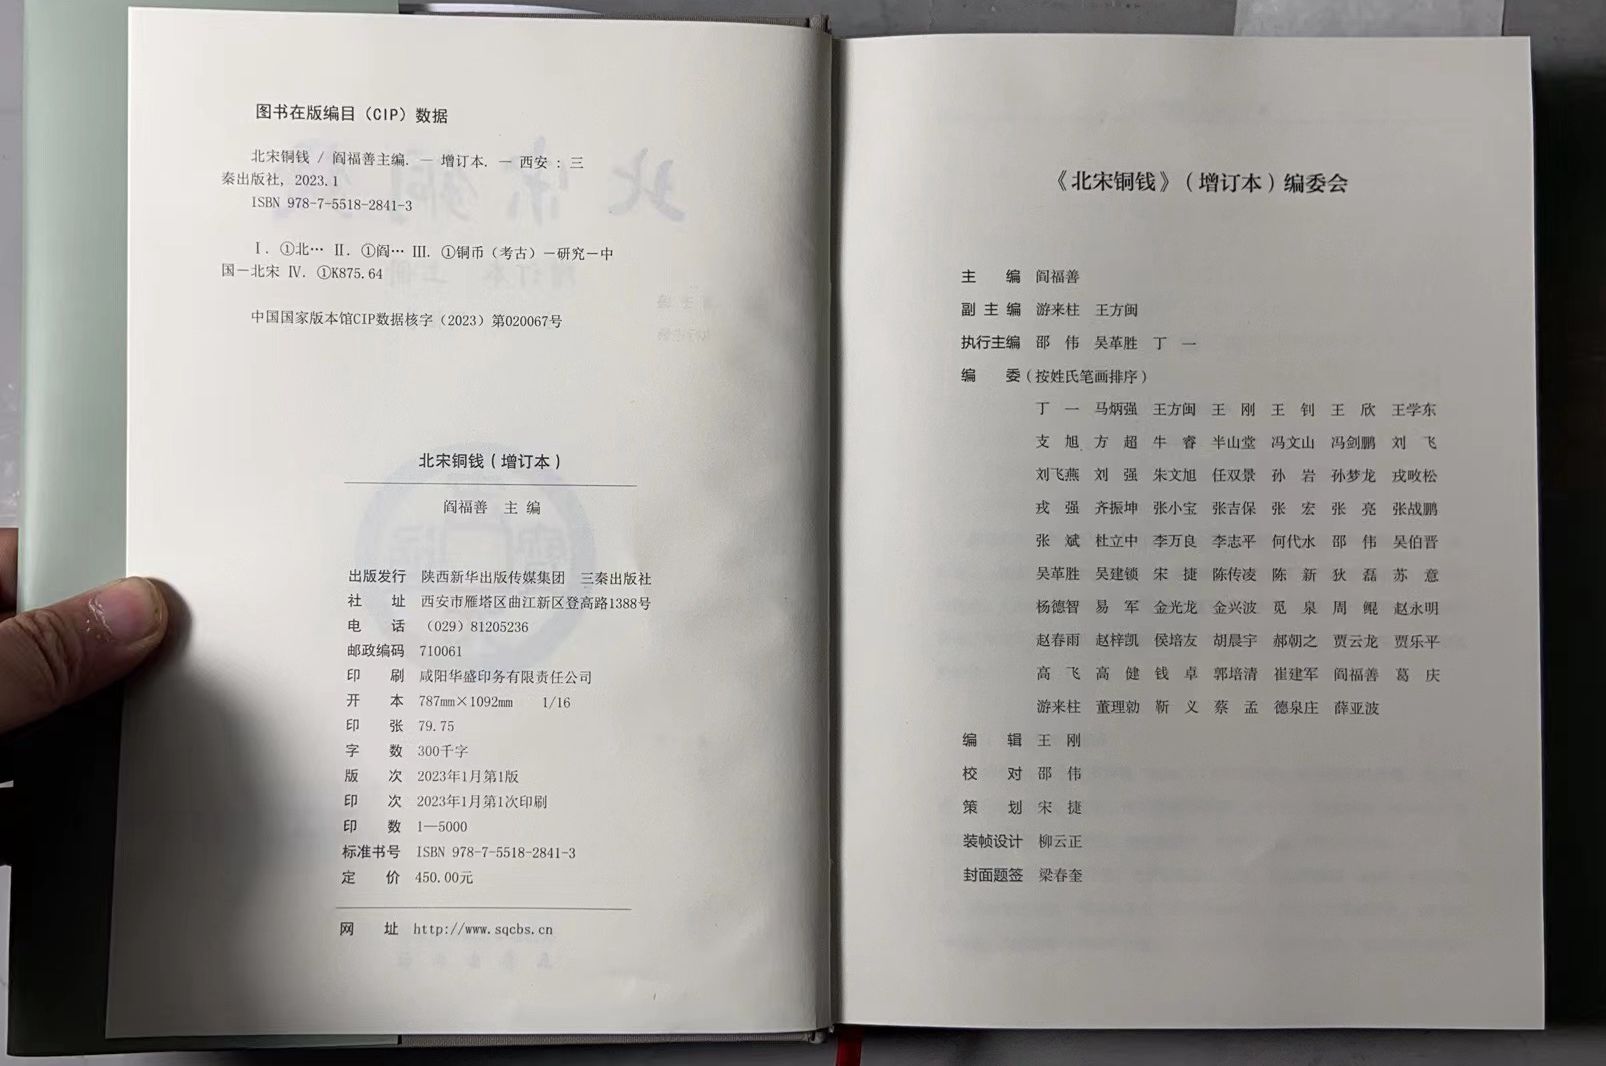 图书在版编目（CIP）数据
北宋铜钱 / 阎福善主编. — 增订本. — 西安 : 三
秦出版社, 2023.1
ISBN 978-7-5518-2841-3
Ⅰ. ①北… Ⅱ. ①阎… Ⅲ. ①铜币（考古）－研究－中
国－北宋 Ⅳ. ①K875.64
中国国家版本馆CIP数据核字（2023）第020067号
北宋铜钱（增订本）
阎福善 主 编
出版发行 陕西新华出版传媒集团 三秦出版社
社 址 西安市雁塔区曲江新区登高路1388号
电 话 （029）81205236
邮政编码 710061
印 刷 咸阳华盛印务有限责任公司
开 本 787mm×1092mm 1/16
印 张 79.75
字 数 300千字
版 次 2023年1月第1版
印 次 2023年1月第1次印刷
印 数 1—5000
标准书号 ISBN 978-7-5518-2841-3
定 价 450.00元
网 址 http://www.sqcbs.cn
《北宋铜钱》（增订本）编委会
主 编 阎福善
副 主 编 游来柱 王方闽
执行主编 邵 伟 吴革胜 丁 一
编 委（按姓氏笔画排序）
丁 一 马炳强 王方闽 王 刚 王 钊 王 欣 王学东
支 旭 方 超 牛 睿 半山堂 冯文山 冯剑鹏 刘 飞
刘飞燕 刘 强 朱文旭 任双景 孙 岩 孙梦龙 戎畋松
戎 强 齐振坤 张小宝 张吉保 张 宏 张 亮 张战鹏
张 斌 杜立中 李万良 李志平 何代水 邵 伟 吴伯晋
吴革胜 吴建锁 宋 捷 陈传凌 陈 新 狄 磊 苏 意
杨德智 易 军 金光龙 金兴波 觅 泉 周 鲲 赵永明
赵春雨 赵梓凯 侯培友 胡晨宇 郝朝之 贾云龙 贾乐平
高 飞 高 健 钱 卓 郭培清 崔建军 阎福善 葛 庆
游来柱 董理勍 靳 义 蔡 孟 德泉庄 薛亚波
编 辑 王 刚
校 对 邵 伟
策 划 宋 捷
装帧设计 柳云正
封面题签 梁春奎